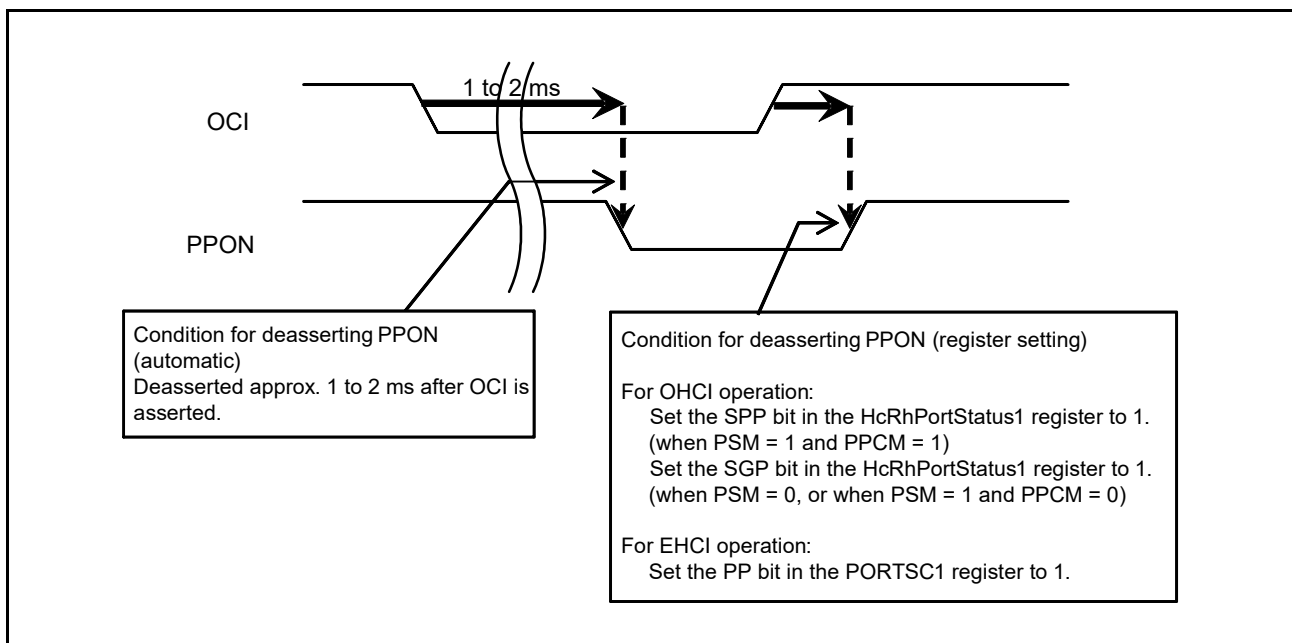 1 to 2 ms
OCI
PPON
Condition for deasserting PPON
(automatic)
Deasserted approx. 1 to 2 ms after OCI is
asserted.
Condition for deasserting PPON (register setting)
For OHCI operation:
Set the SPP bit in the HcRhPortStatus1 register to 1.
(when PSM = 1 and PPCM = 1)
Set the SGP bit in the HcRhPortStatus1 register to 1.
(when PSM = 0, or when PSM = 1 and PPCM = 0)
For EHCI operation:
Set the PP bit in the PORTSC1 register to 1.